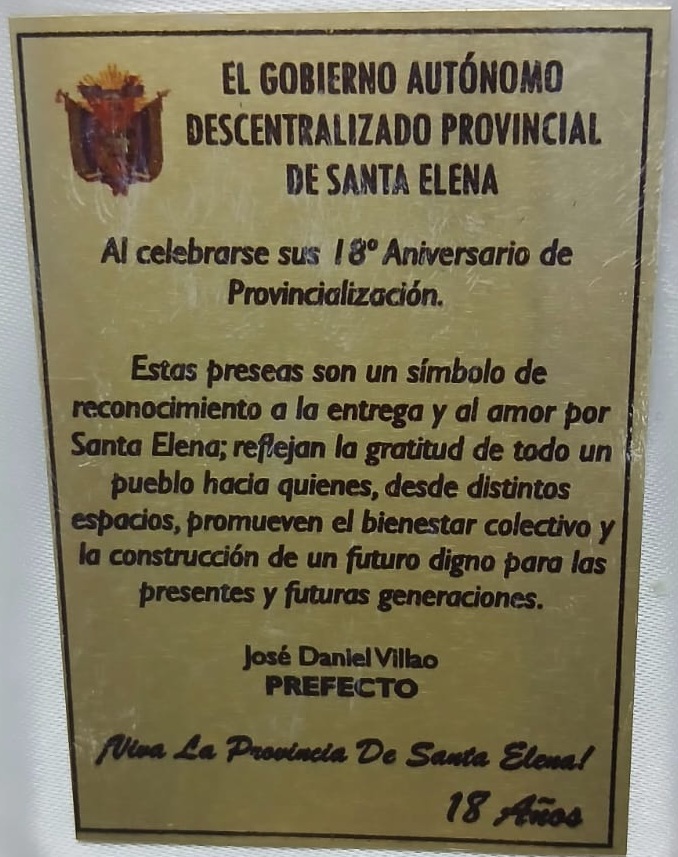 EL GOBIERNO AUTÓNOMO
DESCENTRALIZADO PROVINCIAL
DE SANTA ELENA
Al celebrarse sus 18º Aniversario de
Provincialización.
Estas preseas son un símbolo de
reconocimiento a la entrega y al amor por
Santa Elena; reflejan la gratitud de todo un
pueblo hacia quienes, desde distintos
espacios, promueven el bienestar colectivo y
la construcción de un futuro digno para las
presentes y futuras generaciones.
José Daniel Villao
PREFECTO
¡Viva La Provincia De Santa Elena!
18 Años